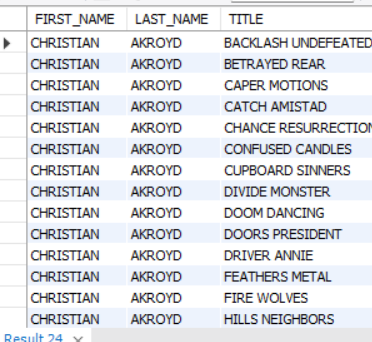 FIRST_NAME LAST_NAME TITLE
CHRISTIAN AKROYD BACKLASH UNDEFEATED
CHRISTIAN AKROYD BETRAYED REAR
CHRISTIAN AKROYD CAPER MOTIONS
CHRISTIAN AKROYD CATCH AMISTAD
CHRISTIAN AKROYD CHANCE RESURRECTION
CHRISTIAN AKROYD CONFUSED CANDLES
CHRISTIAN AKROYD CUPBOARD SINNERS
CHRISTIAN AKROYD DIVIDE MONSTER
CHRISTIAN AKROYD DOOM DANCING
CHRISTIAN AKROYD DOORS PRESIDENT
CHRISTIAN AKROYD DRIVER ANNIE
CHRISTIAN AKROYD FEATHERS METAL
CHRISTIAN AKROYD FIRE WOLVES
CHRISTIAN AKROYD HILLS NEIGHBORS
Result 24 ×